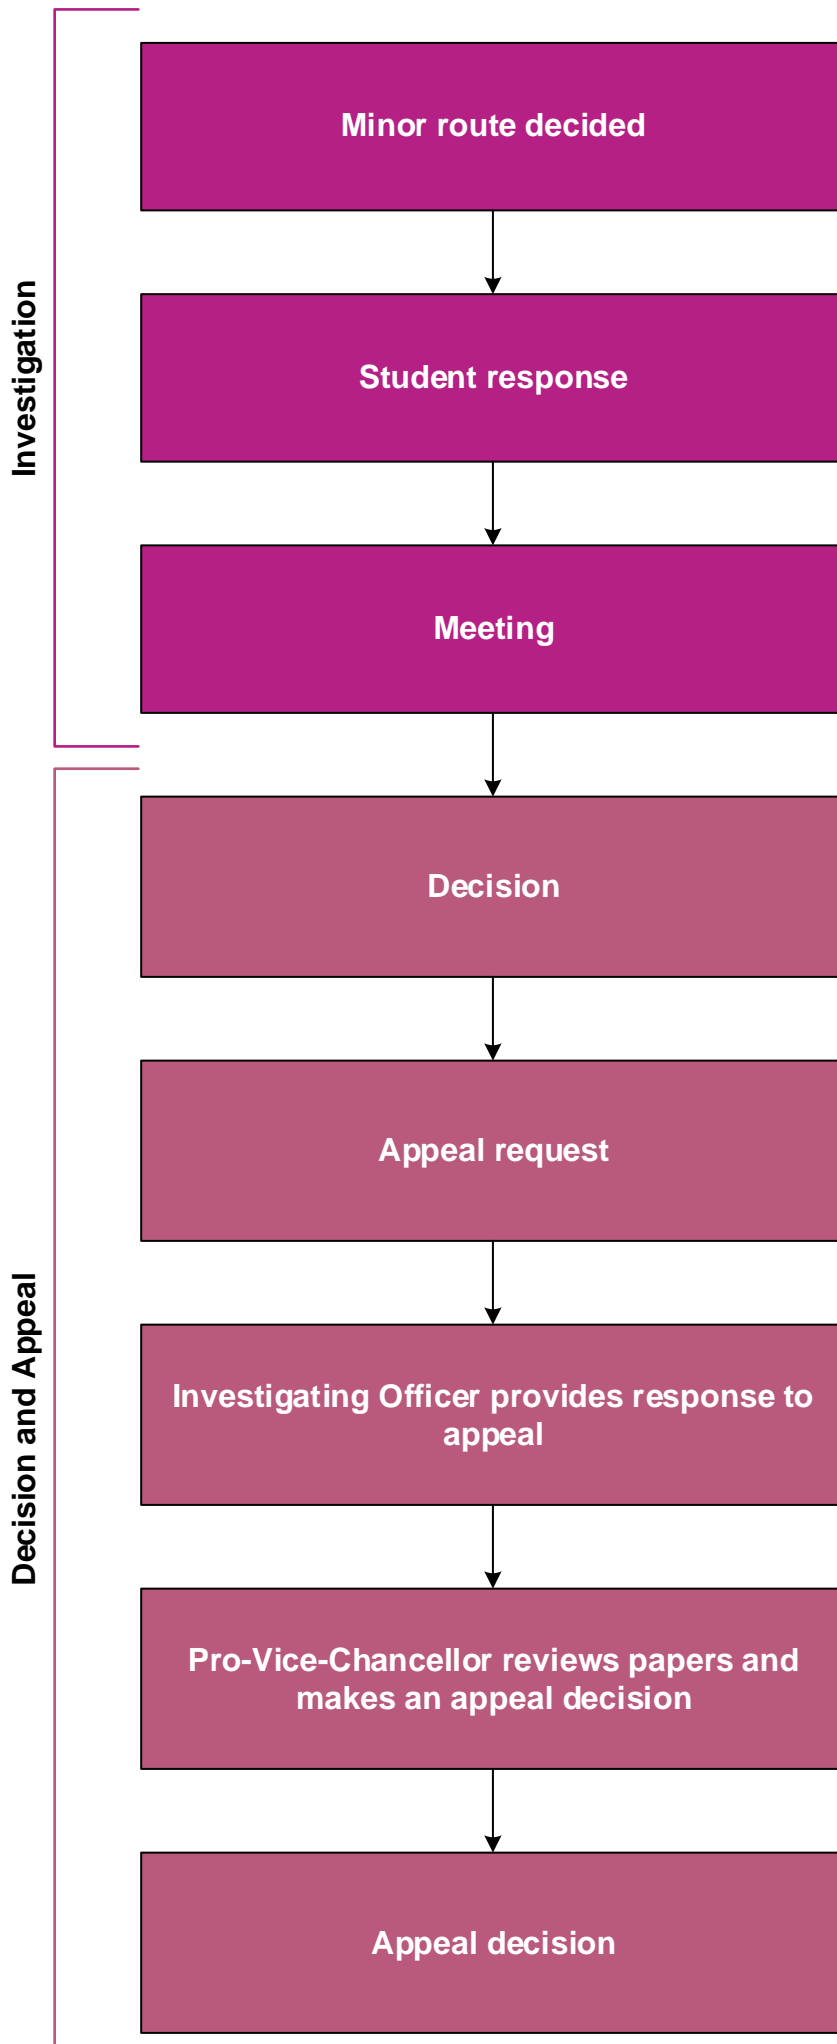 Investigation
Minor route decided
Student response
Meeting
Decision and Appeal
Decision
Appeal request
Investigating Officer provides response to
appeal
Pro-Vice-Chancellor reviews papers and
makes an appeal decision
Appeal decision